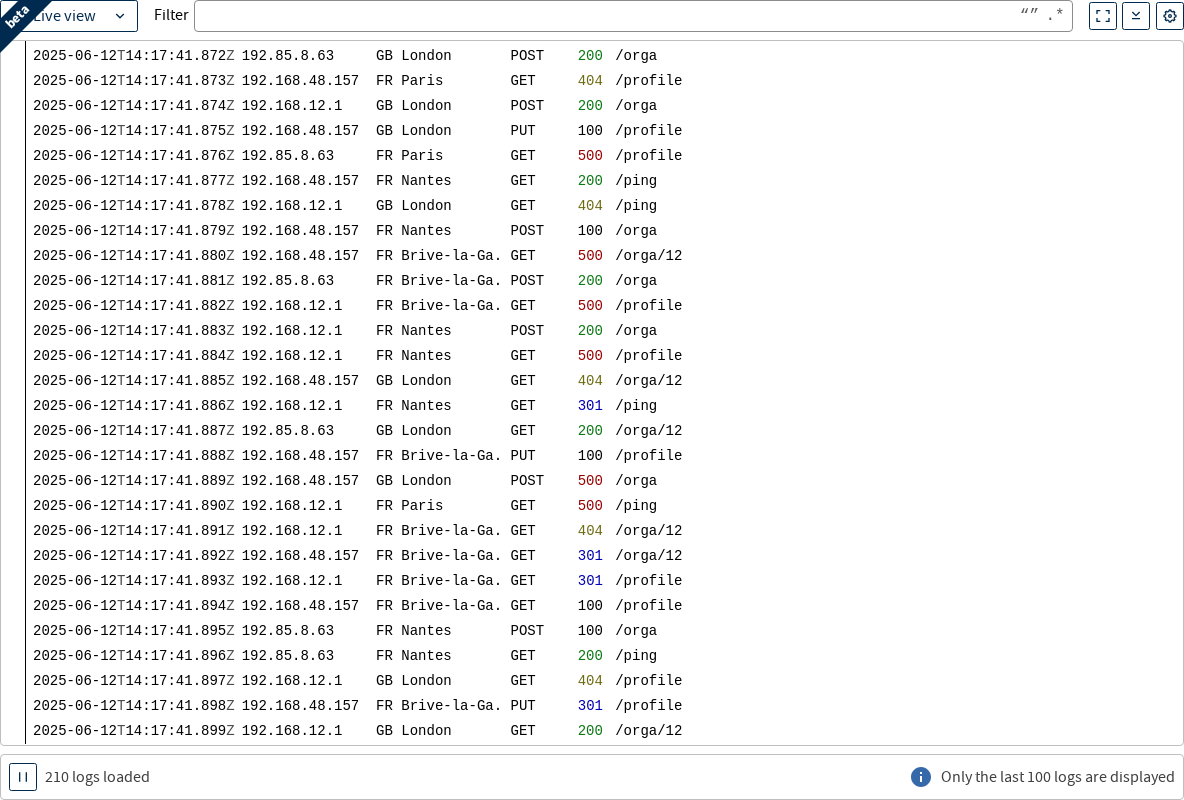 beta
Live view Filter “” .*
2025-06-12T14:17:41.872Z 192.85.8.63 GB London POST 200 /orga
2025-06-12T14:17:41.873Z 192.168.48.157 FR Paris GET 404 /profile
2025-06-12T14:17:41.874Z 192.168.12.1 GB London POST 200 /orga
2025-06-12T14:17:41.875Z 192.168.48.157 GB London PUT 100 /profile
2025-06-12T14:17:41.876Z 192.85.8.63 FR Paris GET 500 /profile
2025-06-12T14:17:41.877Z 192.168.48.157 FR Nantes GET 200 /ping
2025-06-12T14:17:41.878Z 192.168.12.1 GB London GET 404 /ping
2025-06-12T14:17:41.879Z 192.168.48.157 FR Nantes POST 100 /orga
2025-06-12T14:17:41.880Z 192.168.48.157 FR Brive-la-Ga. GET 500 /orga/12
2025-06-12T14:17:41.881Z 192.85.8.63 FR Brive-la-Ga. POST 200 /orga
2025-06-12T14:17:41.882Z 192.168.12.1 FR Brive-la-Ga. GET 500 /profile
2025-06-12T14:17:41.883Z 192.168.12.1 FR Nantes POST 200 /orga
2025-06-12T14:17:41.884Z 192.168.12.1 FR Nantes GET 500 /profile
2025-06-12T14:17:41.885Z 192.168.48.157 GB London GET 404 /orga/12
2025-06-12T14:17:41.886Z 192.168.12.1 FR Nantes GET 301 /ping
2025-06-12T14:17:41.887Z 192.85.8.63 GB London GET 200 /orga/12
2025-06-12T14:17:41.888Z 192.168.48.157 FR Brive-la-Ga. PUT 100 /profile
2025-06-12T14:17:41.889Z 192.168.48.157 GB London POST 500 /orga
2025-06-12T14:17:41.890Z 192.168.12.1 FR Paris GET 500 /ping
2025-06-12T14:17:41.891Z 192.168.12.1 FR Brive-la-Ga. GET 404 /orga/12
2025-06-12T14:17:41.892Z 192.168.48.157 FR Brive-la-Ga. GET 301 /orga/12
2025-06-12T14:17:41.893Z 192.168.12.1 FR Brive-la-Ga. GET 301 /profile
2025-06-12T14:17:41.894Z 192.168.48.157 FR Brive-la-Ga. GET 100 /profile
2025-06-12T14:17:41.895Z 192.85.8.63 FR Nantes POST 100 /orga
2025-06-12T14:17:41.896Z 192.85.8.63 FR Nantes GET 200 /ping
2025-06-12T14:17:41.897Z 192.168.12.1 GB London GET 404 /profile
2025-06-12T14:17:41.898Z 192.168.48.157 FR Brive-la-Ga. PUT 301 /profile
2025-06-12T14:17:41.899Z 192.168.12.1 GB London GET 200 /orga/12
210 logs loaded Only the last 100 logs are displayed